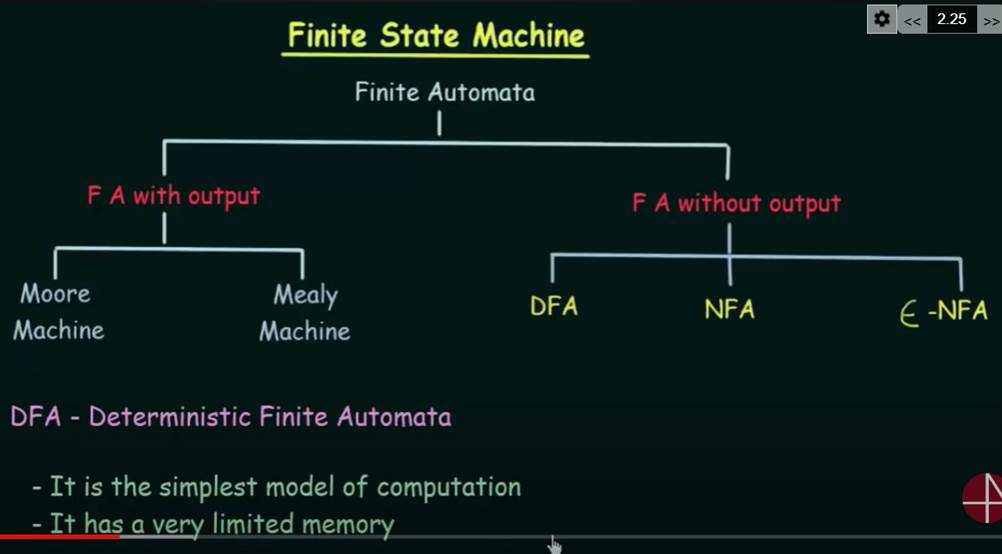 << 2.25 >>
Finite State Machine
Finite Automata
F A with output
F A without output
Moore
Machine
Mealy
Machine
DFA
NFA
ϵ -NFA
DFA - Deterministic Finite Automata
- It is the simplest model of computation
- It has a very limited memory